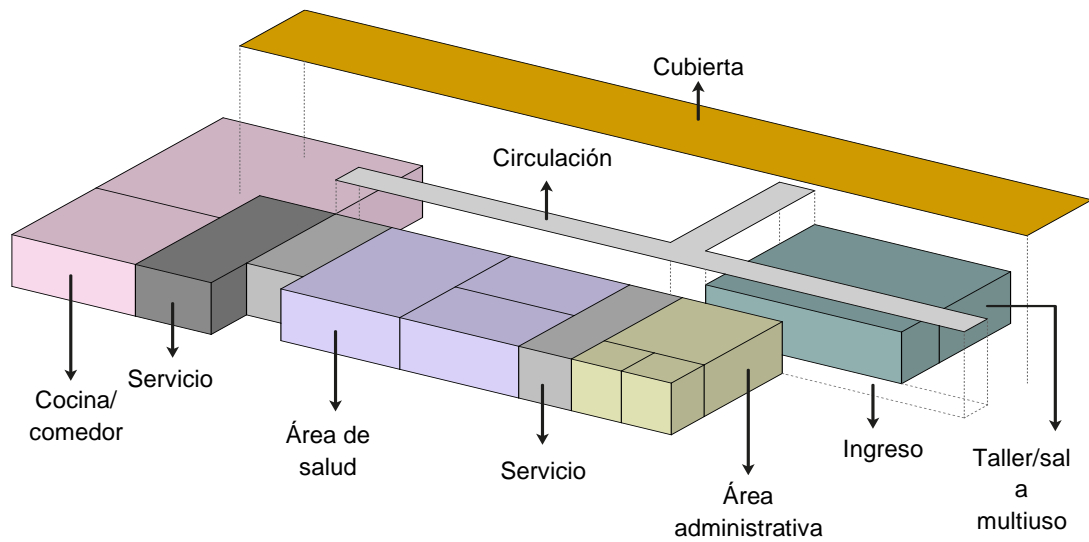 Cubierta
Circulación
Servicio
Cocina/
comedor
Área de
salud
Servicio
Área
administrativa
Ingreso
Taller/sal
a
multiuso